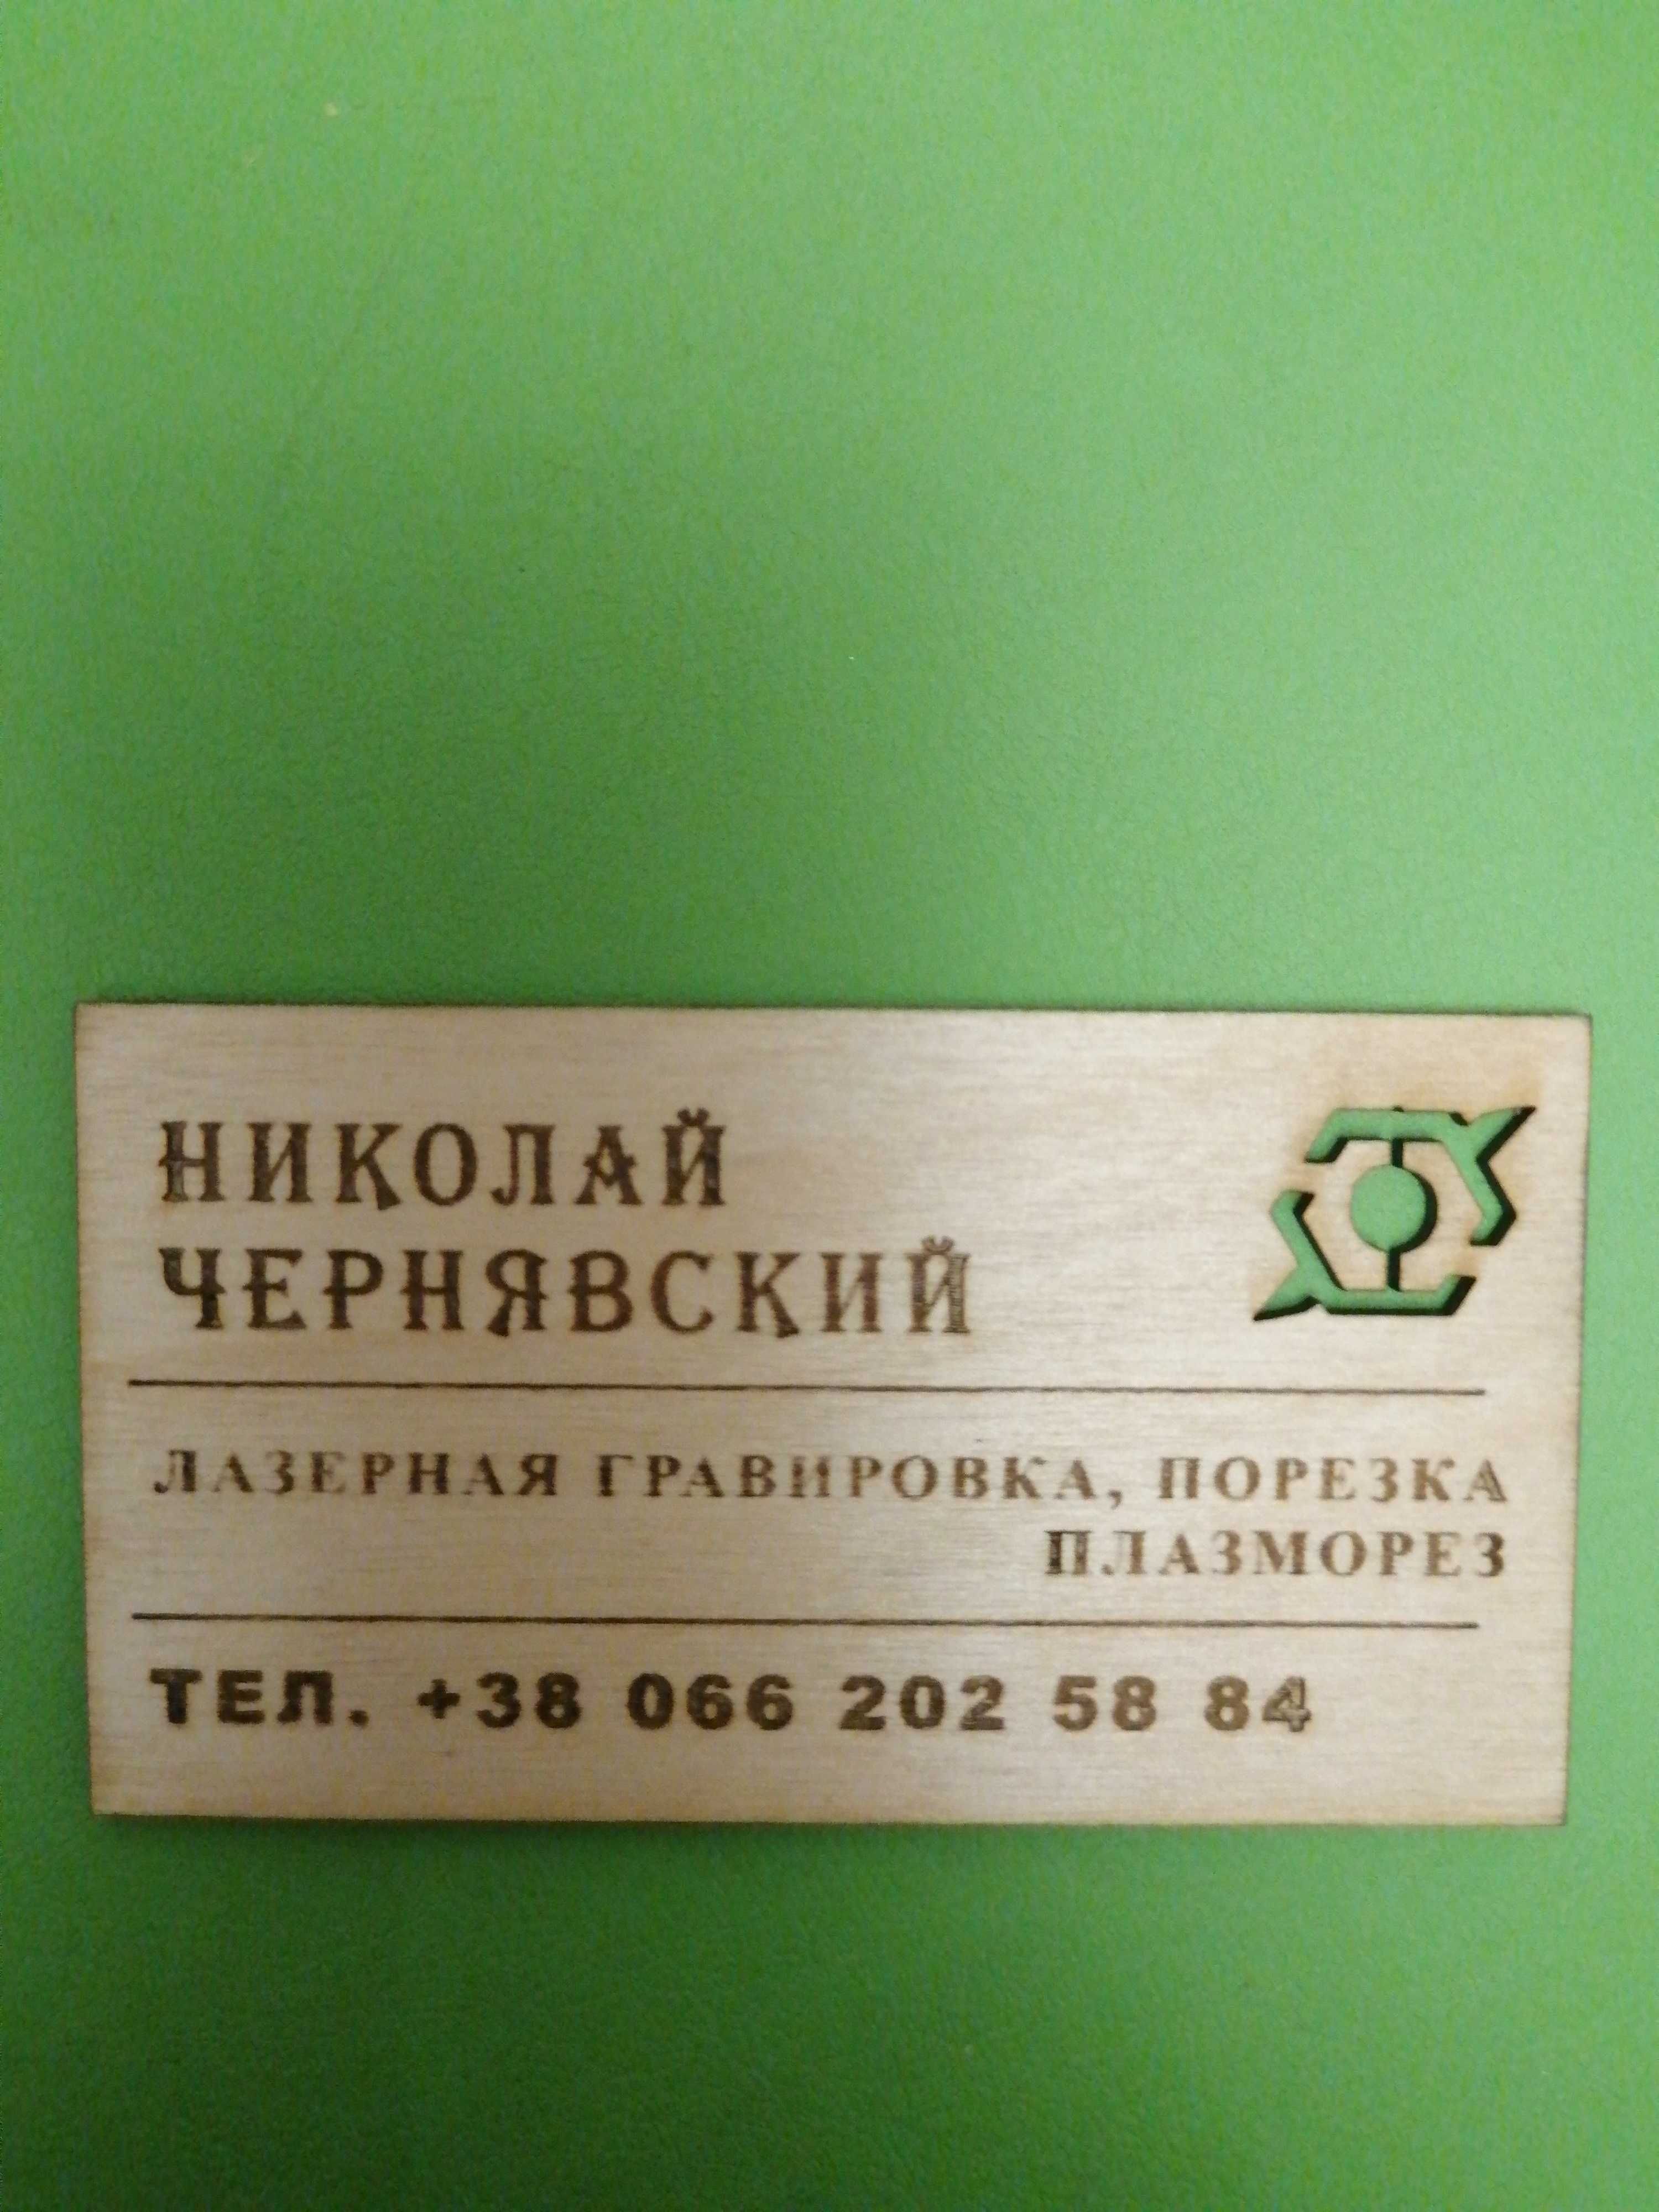 НИКОЛАЙ
ЧЕРНЯВСКИЙ
ЛАЗЕРНАЯ ГРАВИРОВКА, ПОРЕЗКА
ПЛАЗМОРЕЗ
ТЕЛ. +38 066 202 58 84